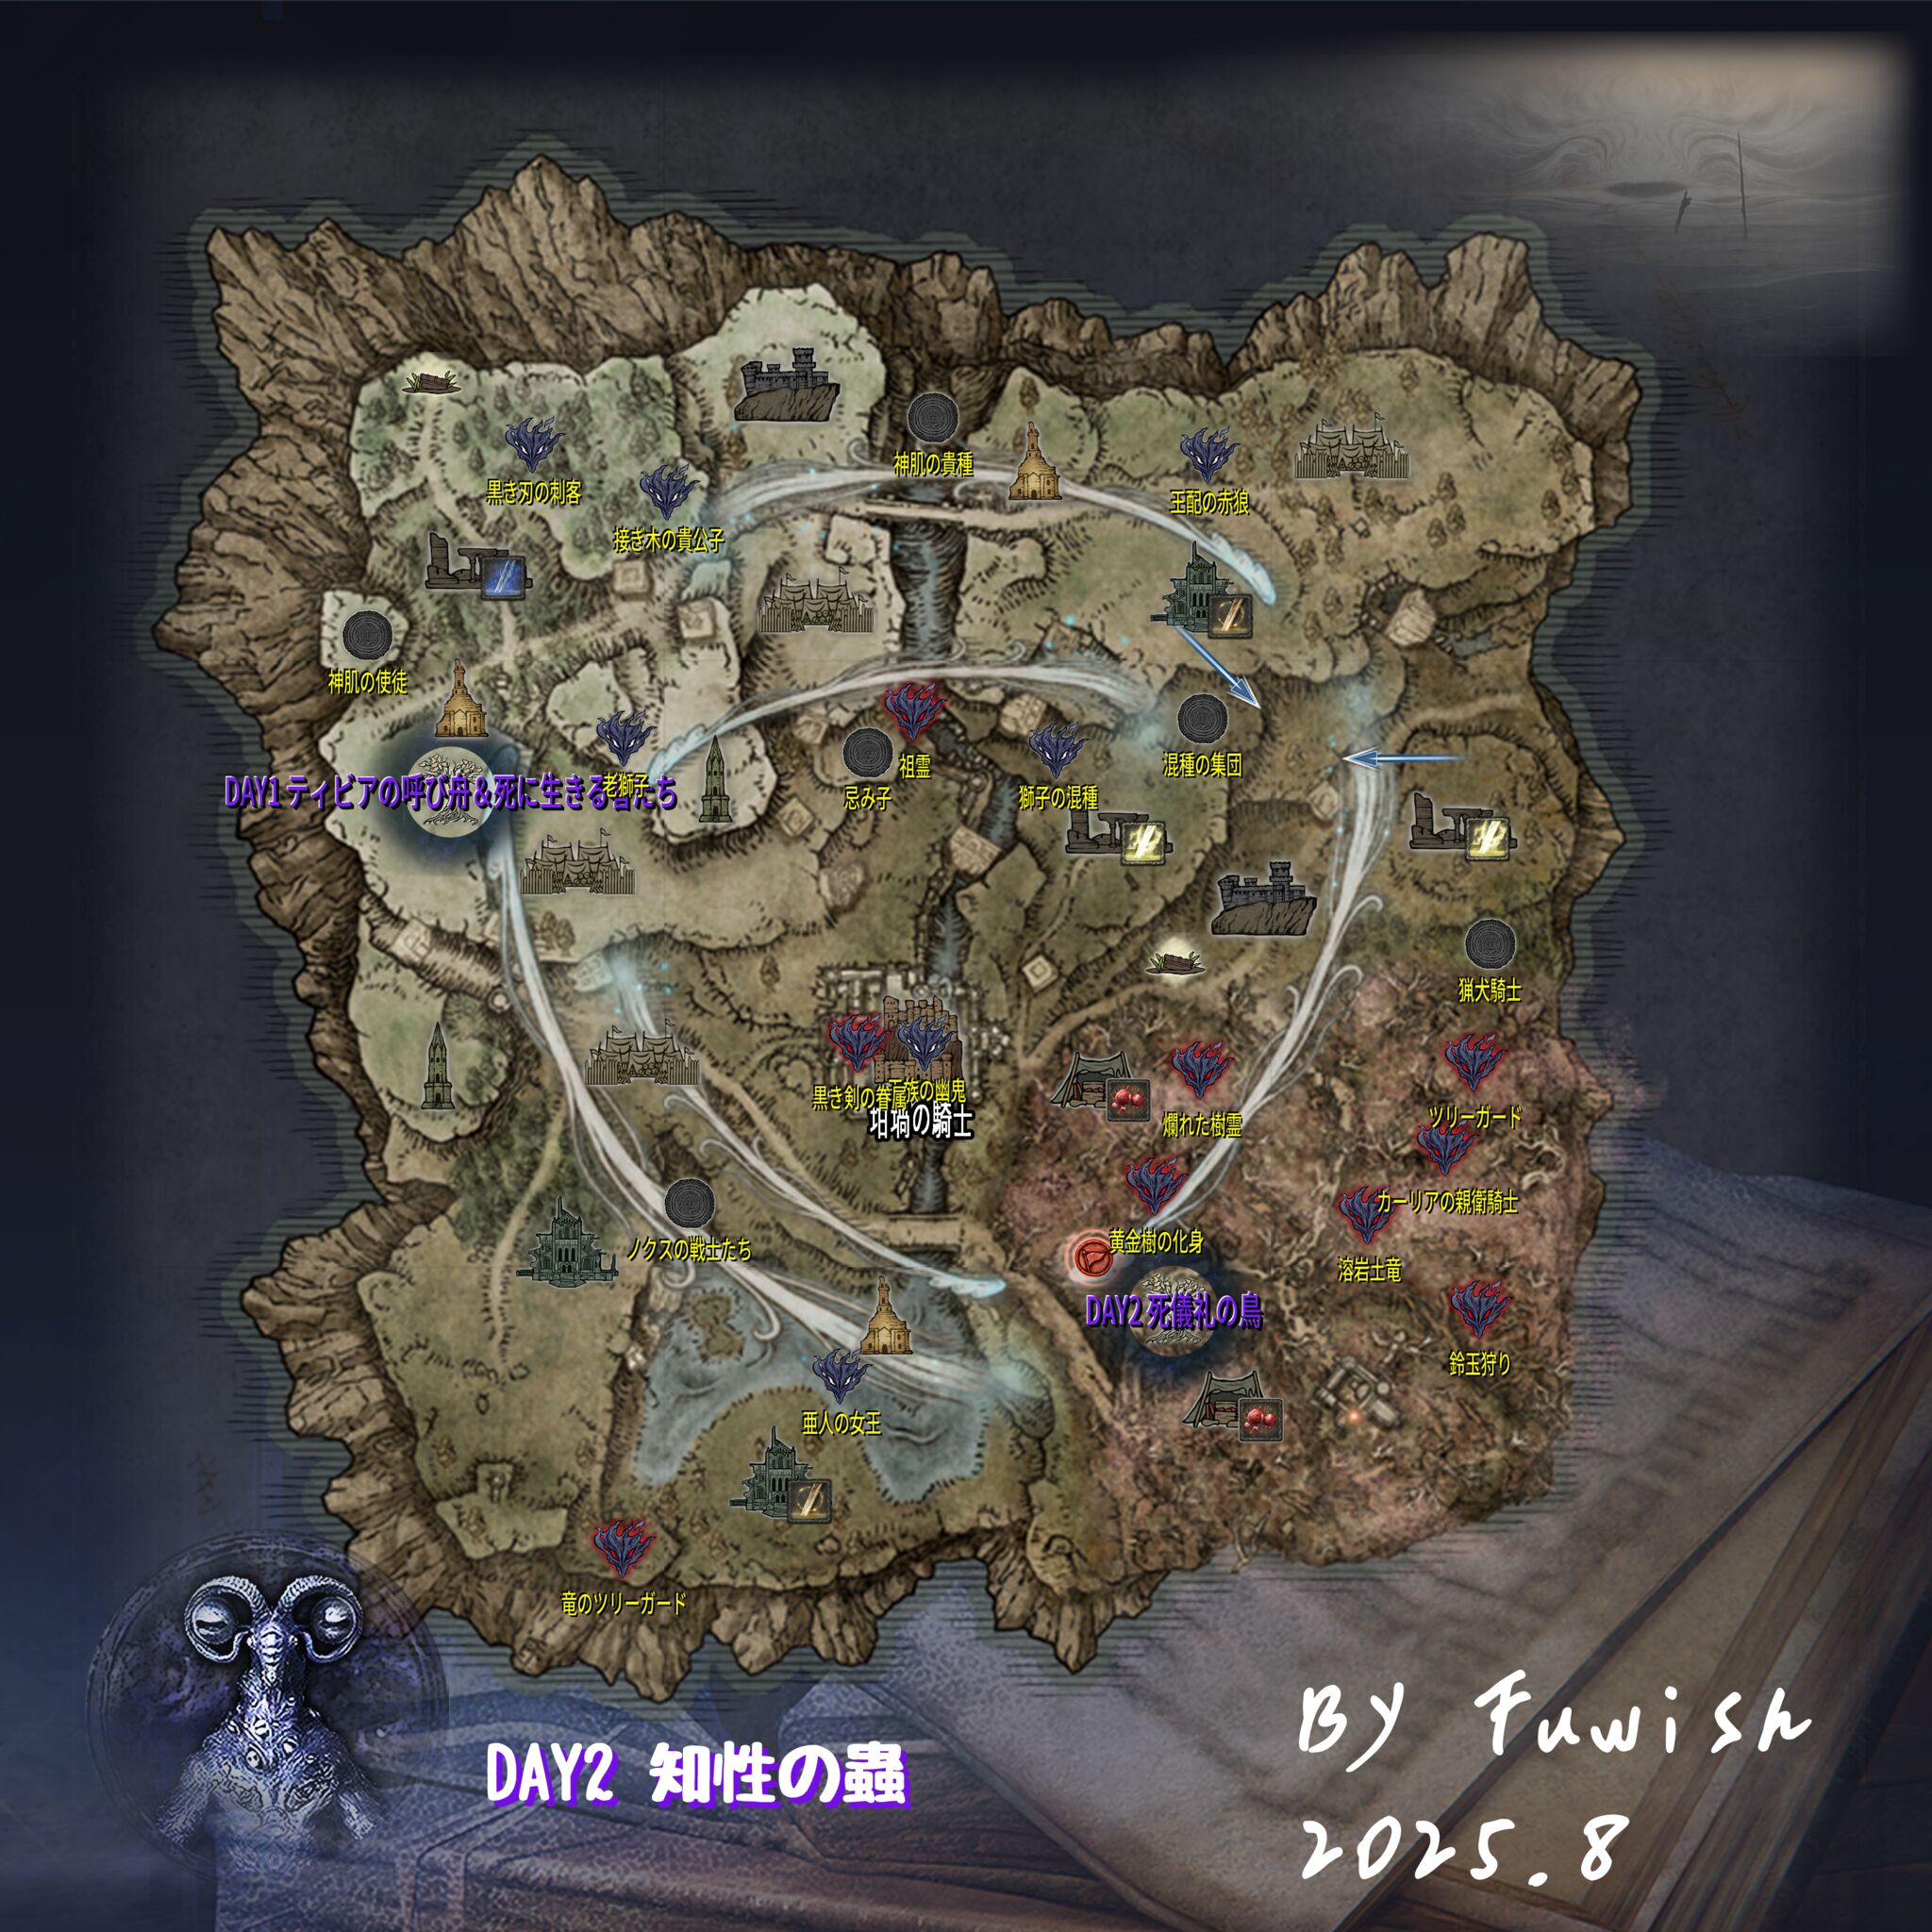 神肌の貴種
黒き刃の刺客
王配の赤狼
接ぎ木の貴公子
神肌の使徒
祖霊
混種の集団
DAY1 ティビアの呼び舟&死に生きる者たち
老獅子
忌み子
獅子の混種
猟犬騎士
黒き剣の眷属
王族の幽鬼
坩堝の騎士
爛れた樹霊
ツリーガード
カーリアの親衛騎士
ノクスの戦士たち
黄金樹の化身
溶岩土竜
DAY2 死儀礼の鳥
鈴玉狩り
亜人の女王
竜のツリーガード
DAY2 知性の蟲
BY Fuwish
2025.8